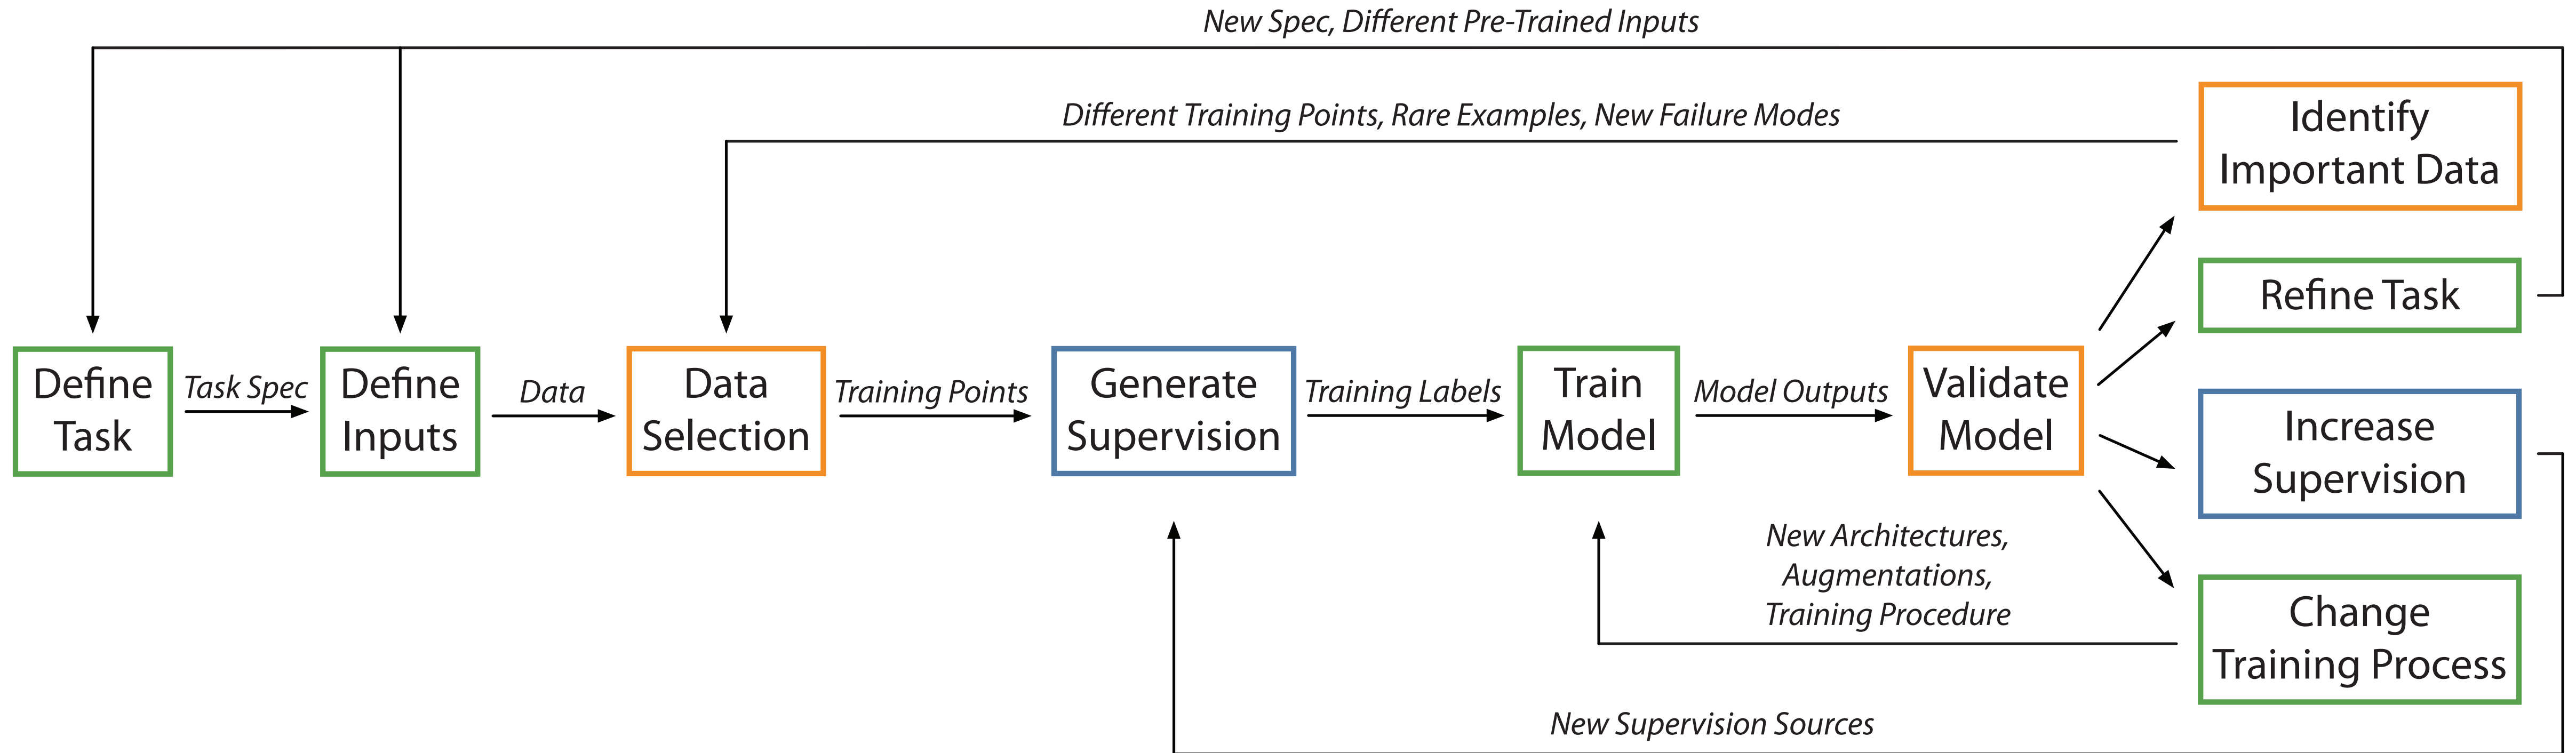 New Spec, Different Pre-Trained Inputs
Different Training Points, Rare Examples, New Failure Modes
Identify
Important Data
Refine Task
Define
Task
Task Spec
Define
Inputs
Data
Data
Selection
Training Points
Generate
Supervision
Training Labels
Train
Model
Model Outputs
Validate
Model
Increase
Supervision
New Architectures,
Augmentations,
Training Procedure
Change
Training Process
New Supervision Sources